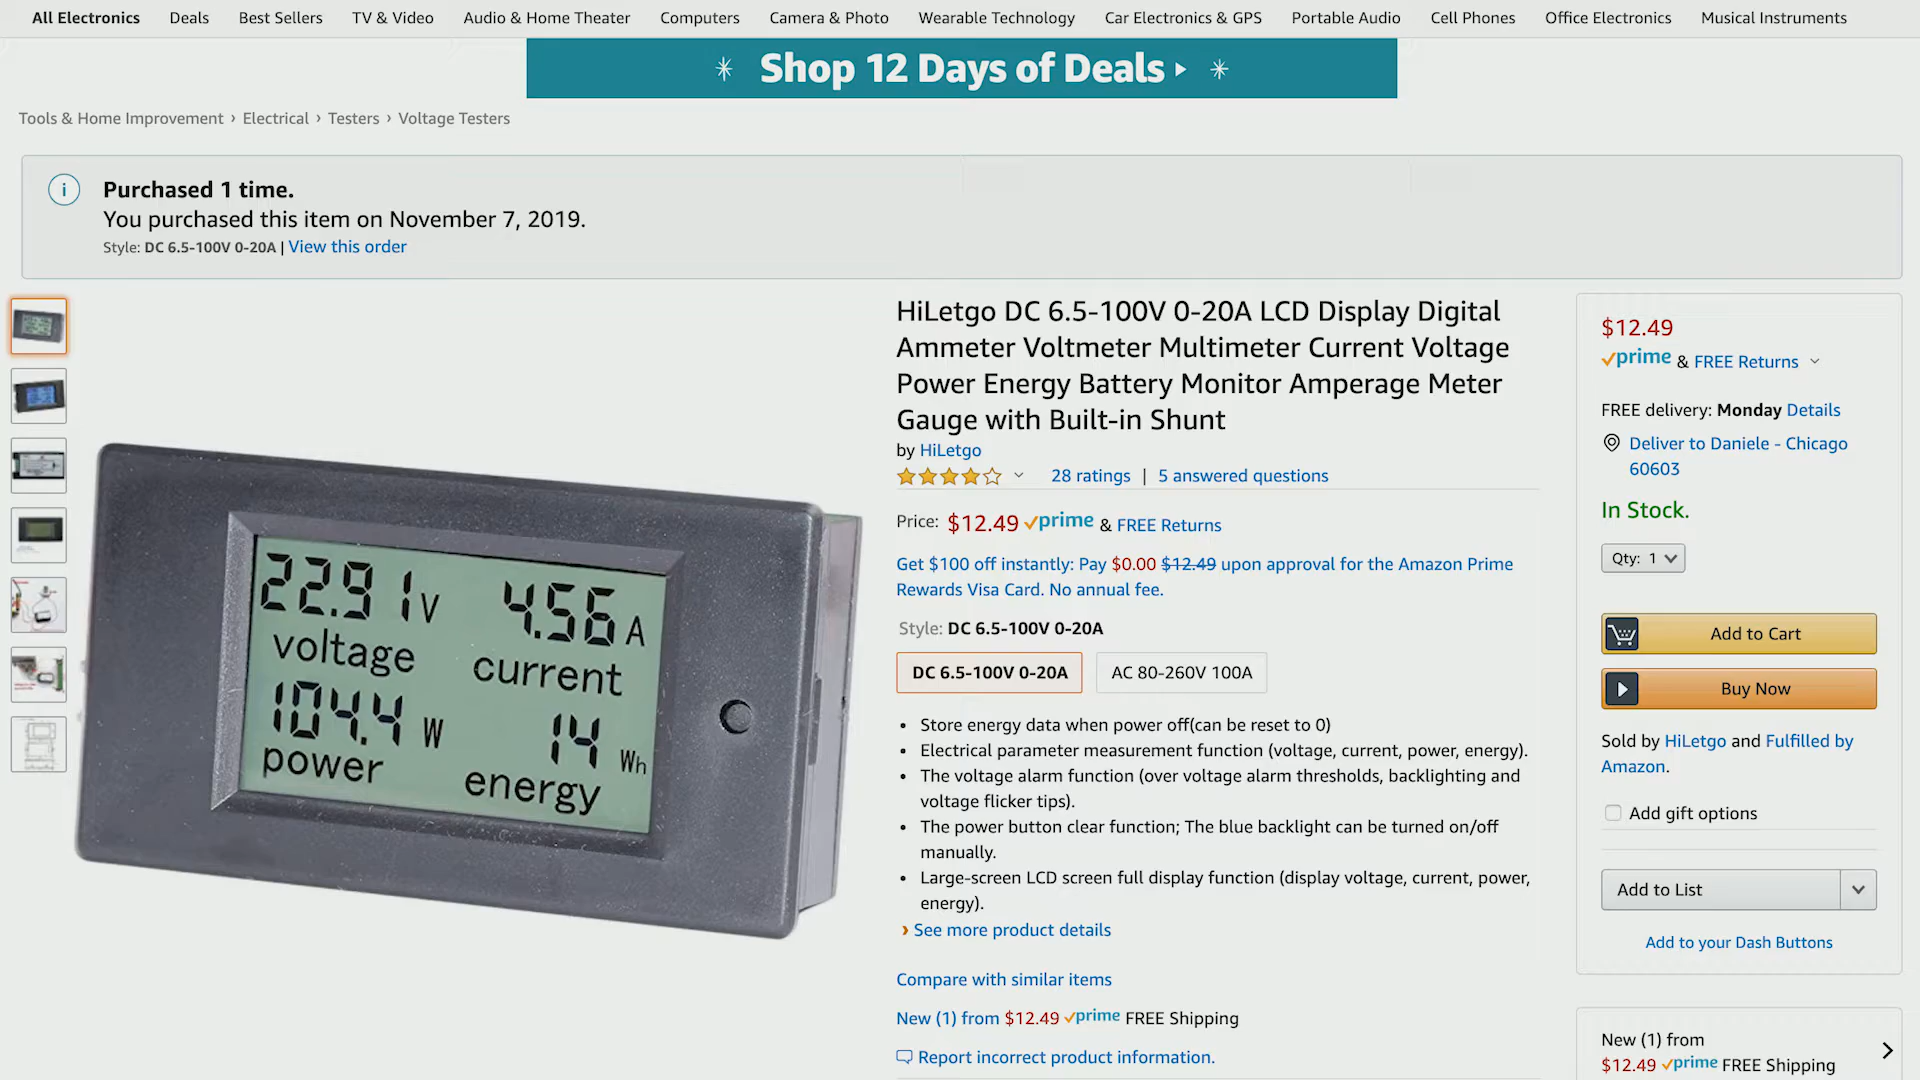 All Electronics Deals Best Sellers TV & Video Audio & Home Theater Computers Camera & Photo Wearable Technology Car Electronics & GPS Portable Audio Cell Phones Office Electronics Musical Instruments
Shop 12 Days of Deals
Tools & Home Improvement › Electrical › Testers › Voltage Testers
Purchased 1 time.
You purchased this item on November 7, 2019.
Style: DC 6.5-100V 0-20A | View this order
22.91 V 4.56 A
voltage current
104.4 W 14 Wh
power energy
HiLetgo DC 6.5-100V 0-20A LCD Display Digital
Ammeter Voltmeter Multimeter Current Voltage
Power Energy Battery Monitor Amperage Meter
Gauge with Built-in Shunt
by HiLetgo
28 ratings | 5 answered questions
Price: $12.49 prime & FREE Returns
Get $100 off instantly: Pay $0.00 $12.49 upon approval for the Amazon Prime
Rewards Visa Card. No annual fee.
Style: DC 6.5-100V 0-20A
DC 6.5-100V 0-20A AC 80-260V 100A
• Store energy data when power off(can be reset to 0)
• Electrical parameter measurement function (voltage, current, power, energy).
• The voltage alarm function (over voltage alarm thresholds, backlighting and
voltage flicker tips).
• The power button clear function; The blue backlight can be turned on/off
manually.
• Large-screen LCD screen full display function (display voltage, current, power,
energy).
› See more product details
Compare with similar items
New (1) from $12.49 prime FREE Shipping
Report incorrect product information.
$12.49
prime & FREE Returns
FREE delivery: Monday Details
Deliver to Daniele - Chicago
60603
In Stock.
Qty: 1
Add to Cart
Buy Now
Sold by HiLetgo and Fulfilled by
Amazon.
Add gift options
Add to List
Add to your Dash Buttons
New (1) from
$12.49 prime FREE Shipping